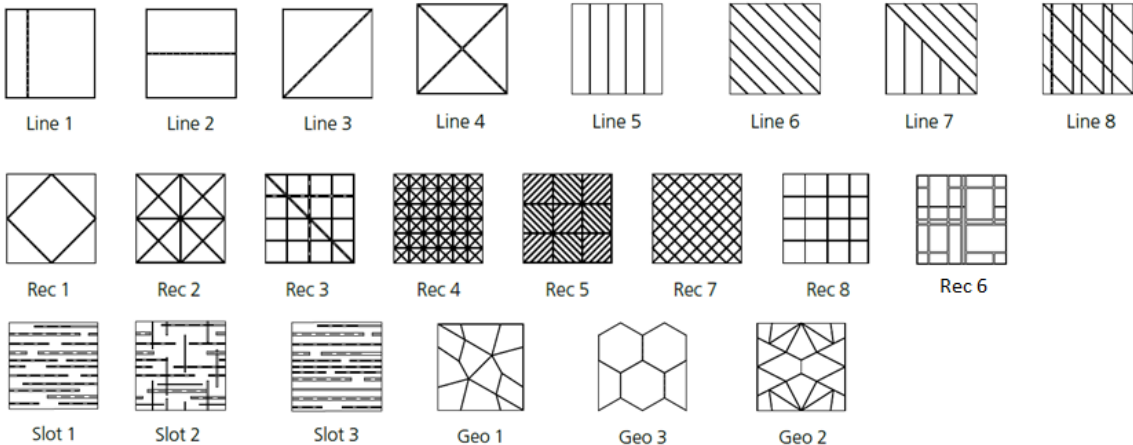 Line 1 Line 2 Line 3 Line 4 Line 5 Line 6 Line 7 Line 8
Rec 1 Rec 2 Rec 3 Rec 4 Rec 5 Rec 7 Rec 8 Rec 6
Slot 1 Slot 2 Slot 3 Geo 1 Geo 3 Geo 2